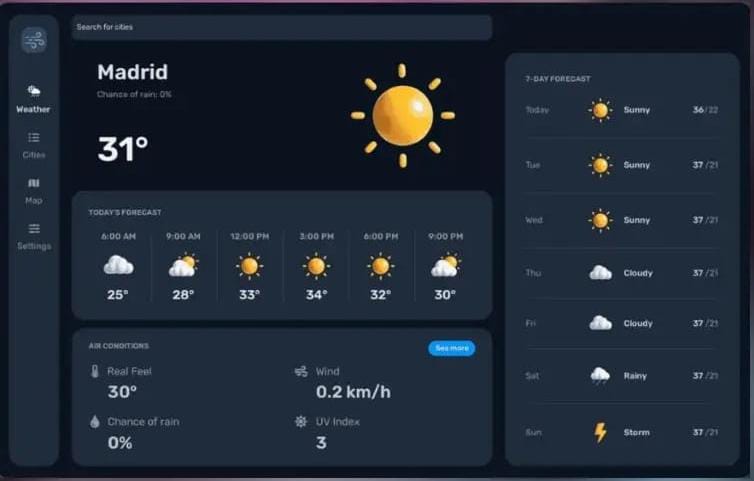 Search for cities
Weather
Cities
Map
Settings
Madrid
Chance of rain: 0%
31°
TODAY'S FORECAST
6:00 AM 9:00 AM 12:00 PM 3:00 PM 6:00 PM 9:00 PM
25° 28° 33° 34° 32° 30°
AIR CONDITIONS
See more
Real Feel Wind
30° 0.2 km/h
Chance of rain UV Index
0% 3
7-DAY FORECAST
Today Sunny 36/22
Tue Sunny 37/21
Wed Sunny 37/21
Thu Cloudy 37/21
Fri Cloudy 37/21
Sat Rainy 37/21
Sun Storm 37/21